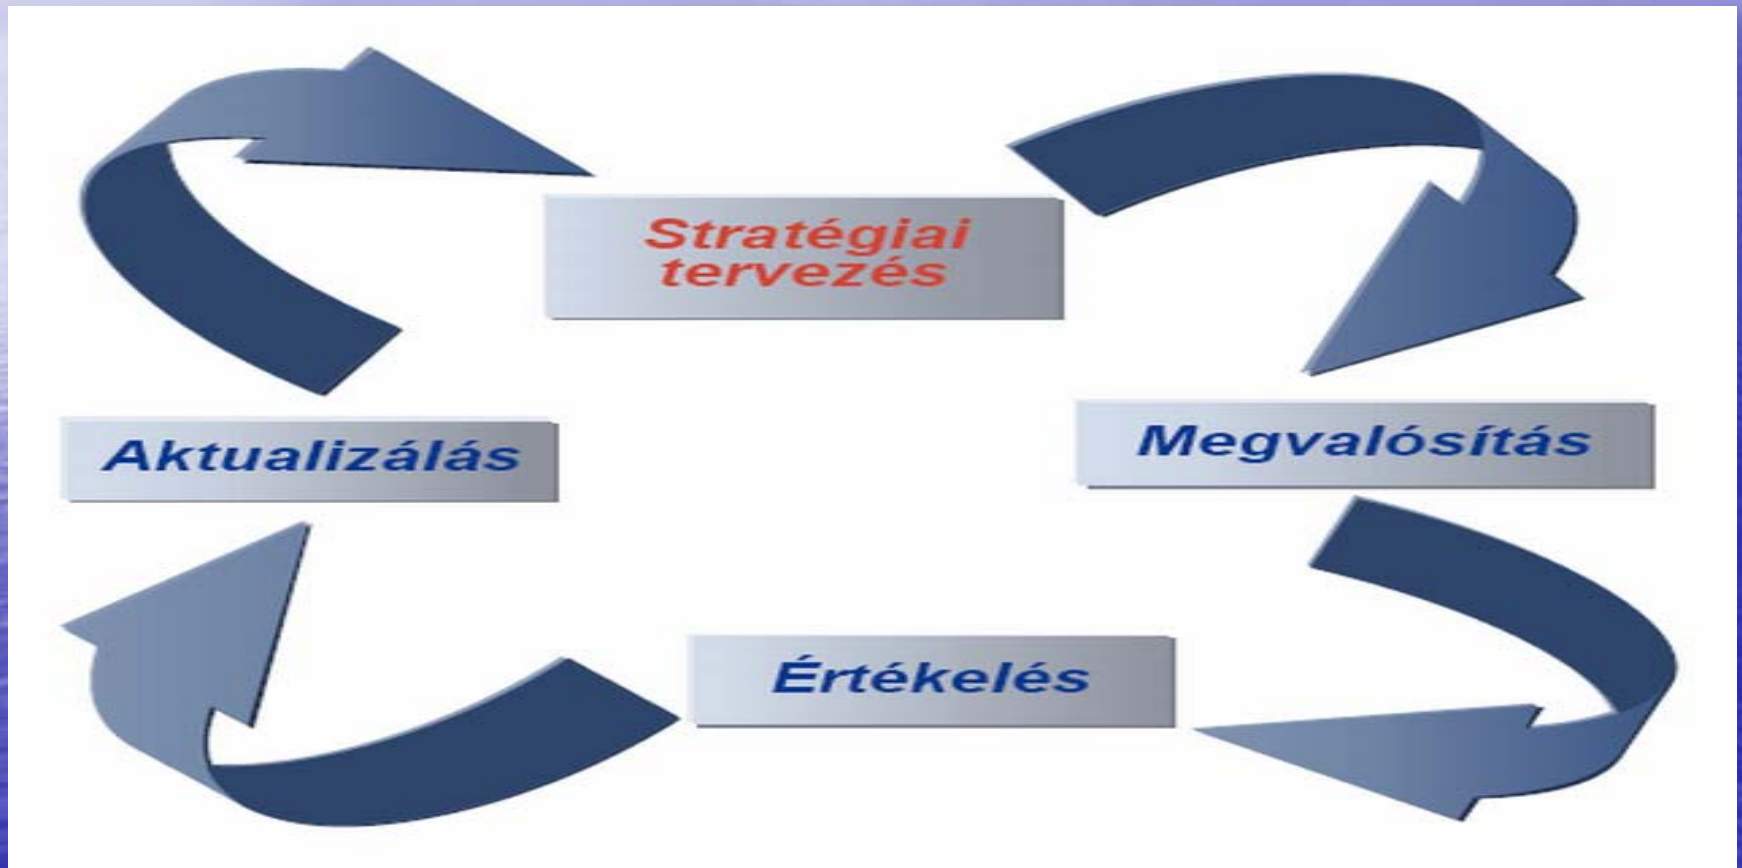 Stratégiai
tervezés
Megvalósítás
Értékelés
Aktualizálás